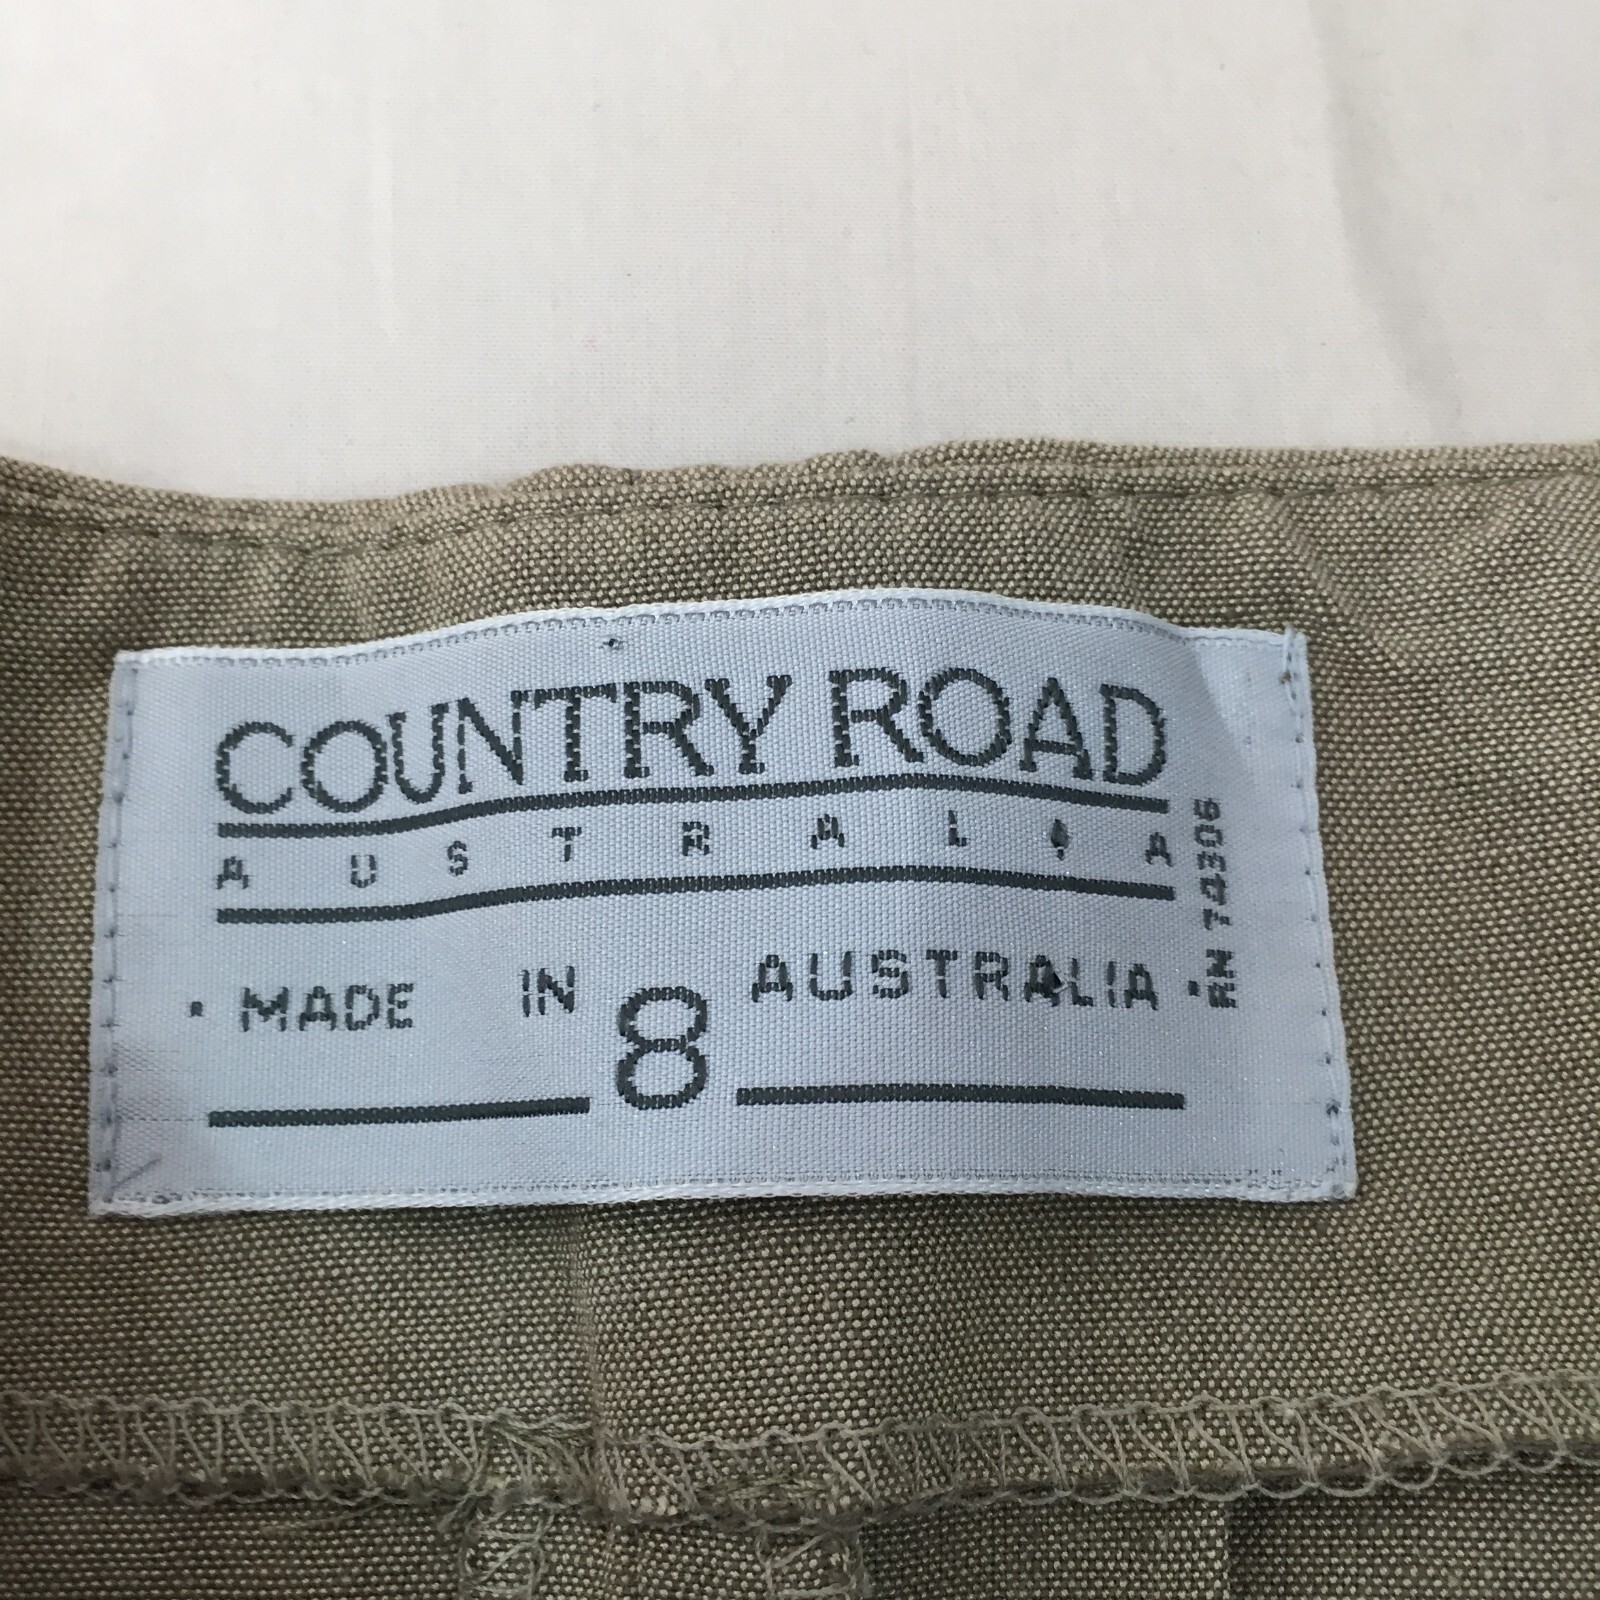 COUNTRY ROAD
AUSTRALIA
MADE IN AUSTRALIA
8
RN 74306